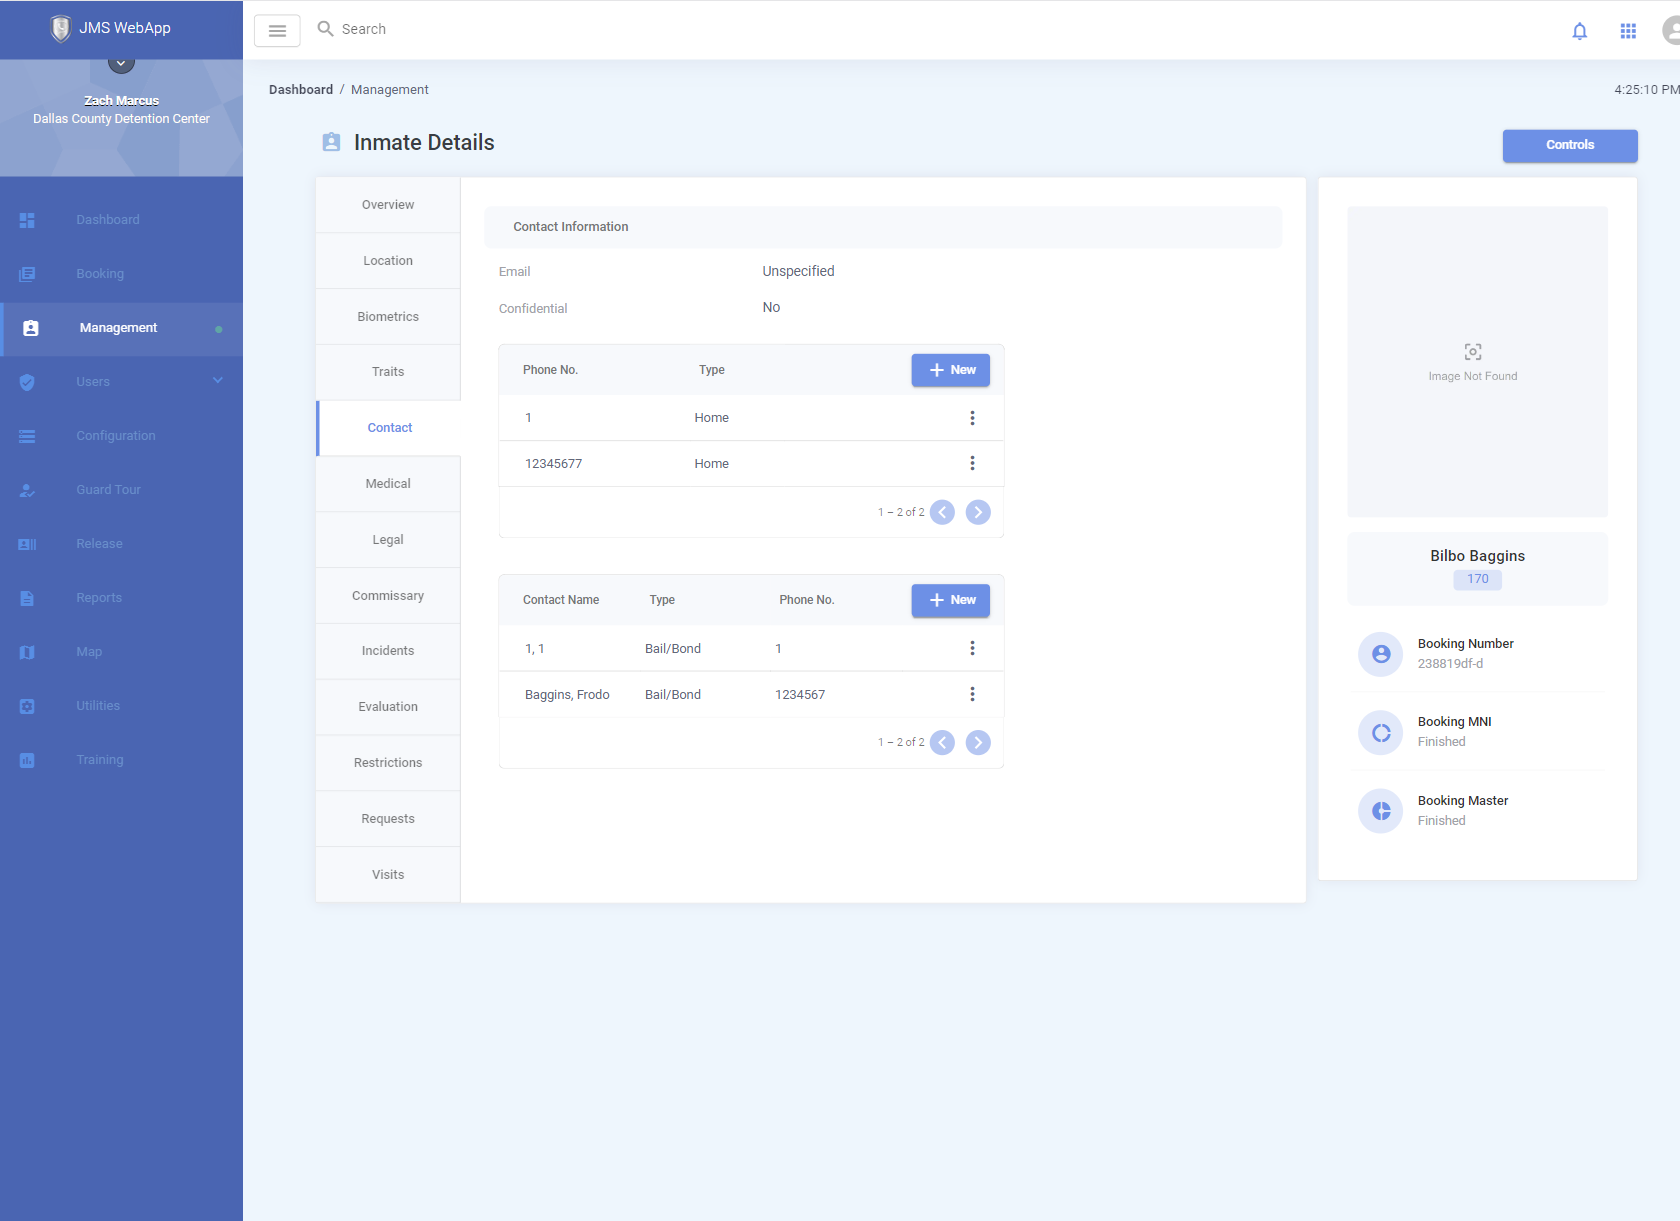 JMS WebApp
Search
Zach Marcus
Dallas County Detention Center
Dashboard
Booking
Management
Users
Configuration
Guard Tour
Release
Reports
Map
Utilities
Training
Dashboard / Management
4:25:10 PM
Inmate Details
Controls
Overview
Location
Biometrics
Traits
Contact
Medical
Legal
Commissary
Incidents
Evaluation
Restrictions
Requests
Visits
Contact Information
Email Unspecified
Confidential No
Phone No. Type New
1 Home
12345677 Home
1 – 2 of 2
Contact Name Type Phone No. New
1, 1 Bail/Bond 1
Baggins, Frodo Bail/Bond 1234567
1 – 2 of 2
Image Not Found
Bilbo Baggins
170
Booking Number
238819df-d
Booking MNI
Finished
Booking Master
Finished